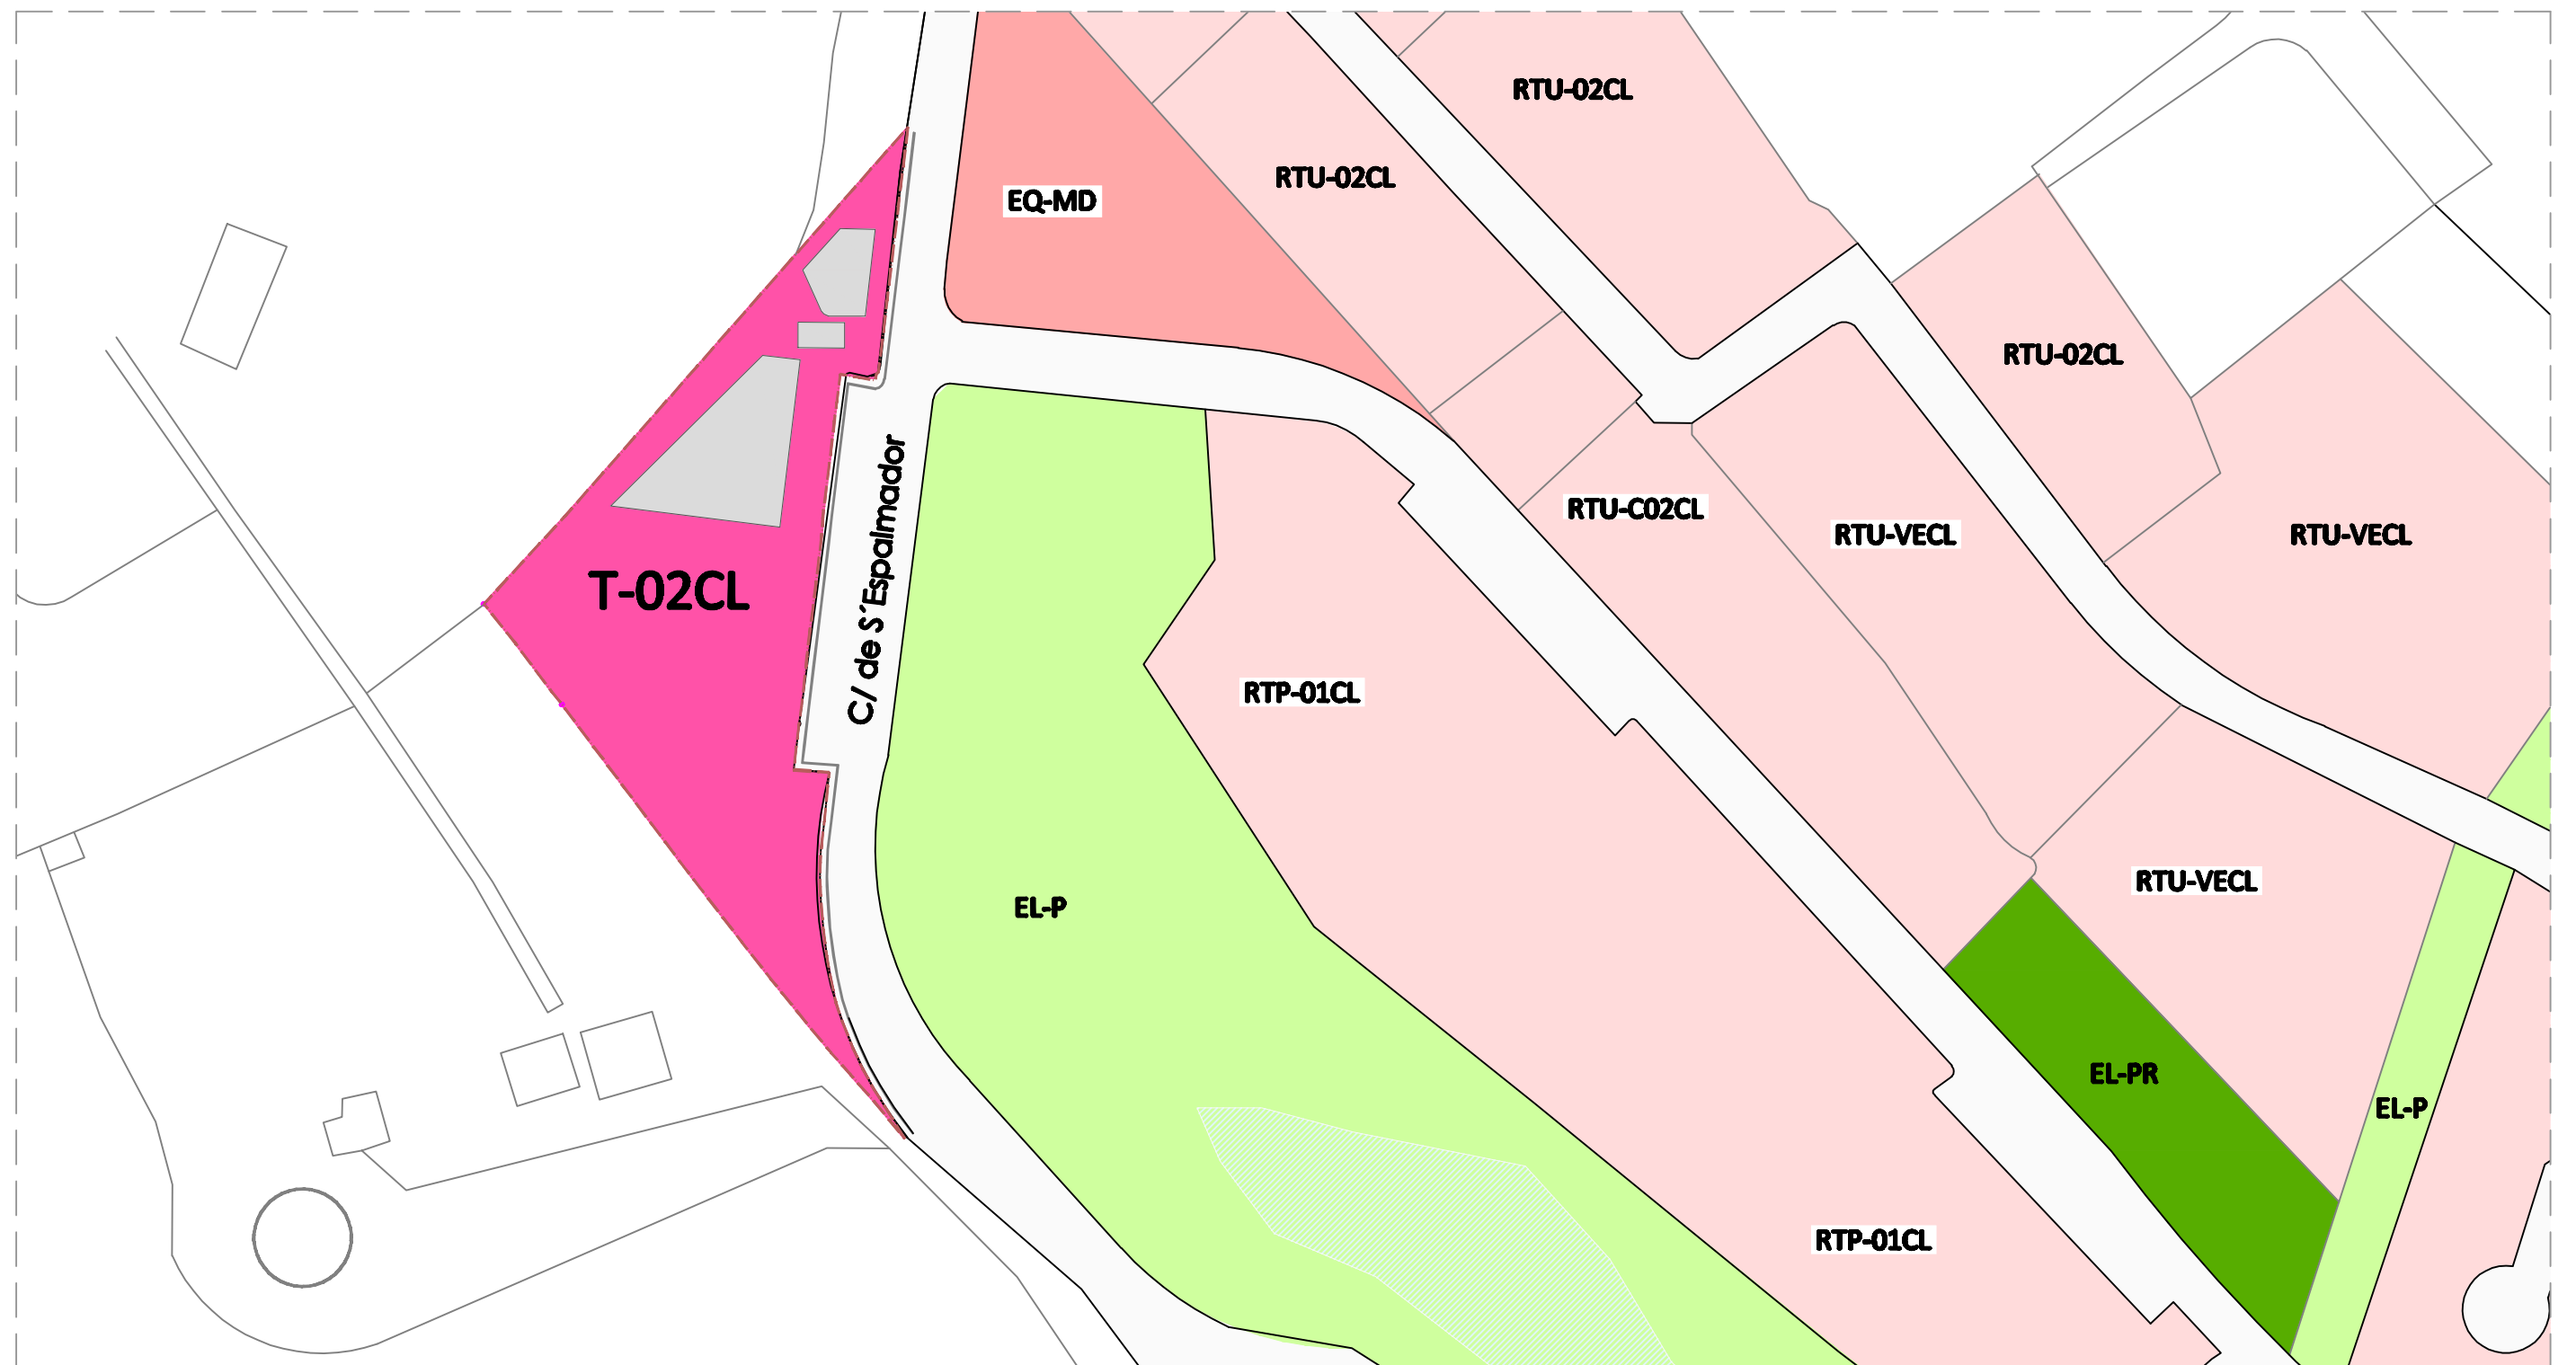 RTU-02CL
RTU-02CL
EQ-MD
RTU-02CL
RTU-C02CL
RTU-VECL
RTU-VECL
T-02CL
C/ de S´Espalmador
RTP-01CL
RTU-VECL
EL-P
EL-PR
EL-P
RTP-01CL